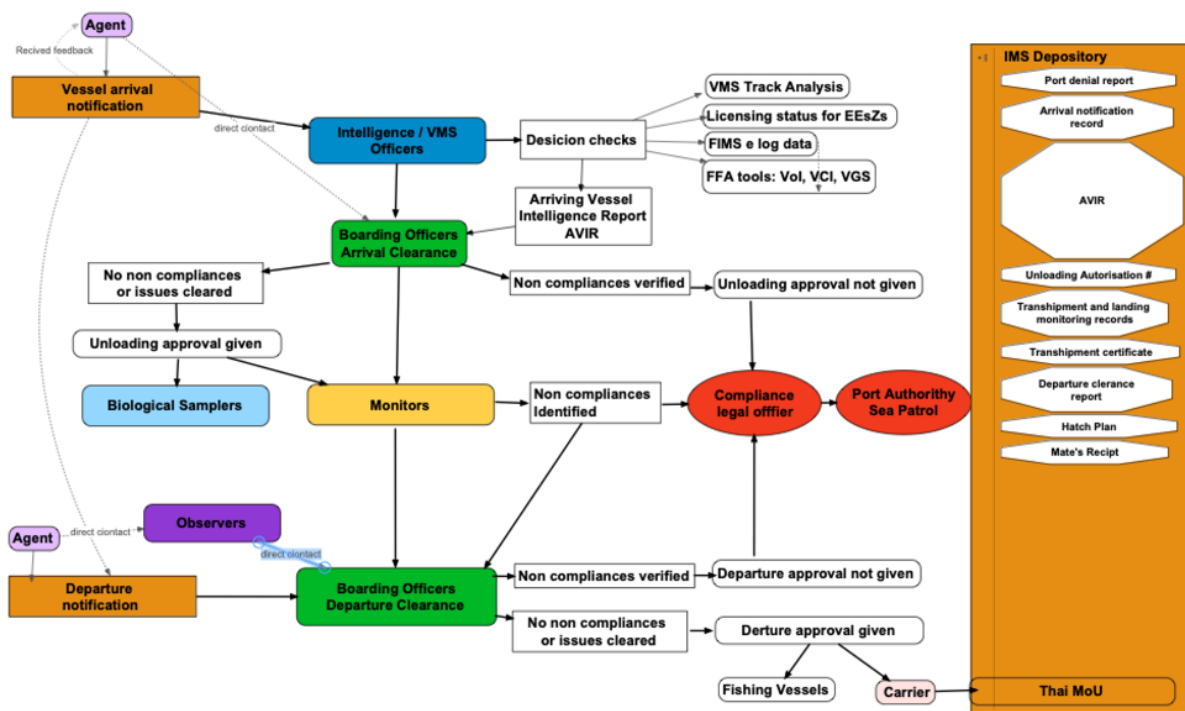 Agent
Recived feedback
Vessel arrival
notification
direct ciontact
Intelligence / VMS
Officers
Desicion checks
VMS Track Analysis
Licensing status for EEsZs
FIMS e log data
FFA tools: VoI, VCI, VGS
Arriving Vessel
Intelligence Report
AVIR
Boarding Officers
Arrival Clearance
No non compliances
or issues cleared
Non compliances verified
Unloading approval not given
Unloading approval given
Biological Samplers
Monitors
Non compliances
Identified
Compliance
legal offfier
Port Authorithy
Sea Patrol
Agent
direct ciontact
Observers
direct ciontact
Departure
notification
Boarding Officers
Departure Clearance
Non compliances verified
Departure approval not given
No non compliances
or issues cleared
Derture approval given
Fishing Vessels
Carrier
IMS Depository
Port denial report
Arrival notification
record
AVIR
Unloading Autorisation #
Transhipment and landing
monitoring records
Transhipment certificate
Departure clerance
report
Hatch Plan
Mate's Recipt
Thai MoU